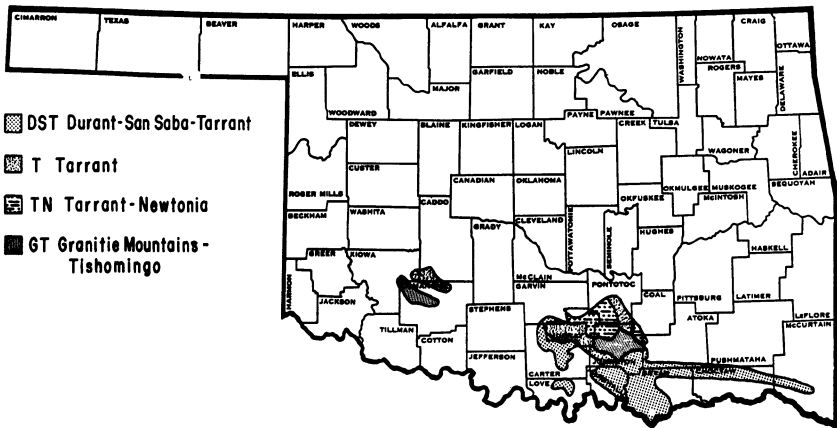 CIMARRON
TEXAS
BEAVER
HARPER
WOODS
ALFALFA
GRANT
KAY
OSAGE
WASHINGTON
CRAIG
NOWATA
OTTAWA
ROGERS
MAYES
DELAWARE
ELLIS
WOODWARD
MAJOR
GARFIELD
NOBLE
PAYNE
PAWNEE
DST Durant-San Saba-Tarrant
DEWEY
BLAINE
KINGFISHER
LOGAN
CREEK
TULSA
WAGONER
CHEROKEE
ADAIR
T Tarrant
CUSTER
CANADIAN
OKLAHOMA
LINCOLN
OKMULGEE
MUSKOGEE
SEQUOYAH
ROGER MILLS
CADDO
OKFUSKEE
McINTOSH
TN Tarrant-Newtonia
BECKHAM
WASHITA
GRADY
CLEVELAND
POTTAWATOMIE
SEMINOLE
HUGHES
HASKELL
GT Granitie Mountains-
Tishomingo
GREER
KIOWA
McCLAIN
GARVIN
PONTOTOC
COAL
PITTSBURG
LATIMER
LeFLORE
HARMON
JACKSON
STEPHENS
ATOKA
McCURTAIN
TILLMAN
COTTON
JEFFERSON
CARTER
LOVE
PUSHMATAHA